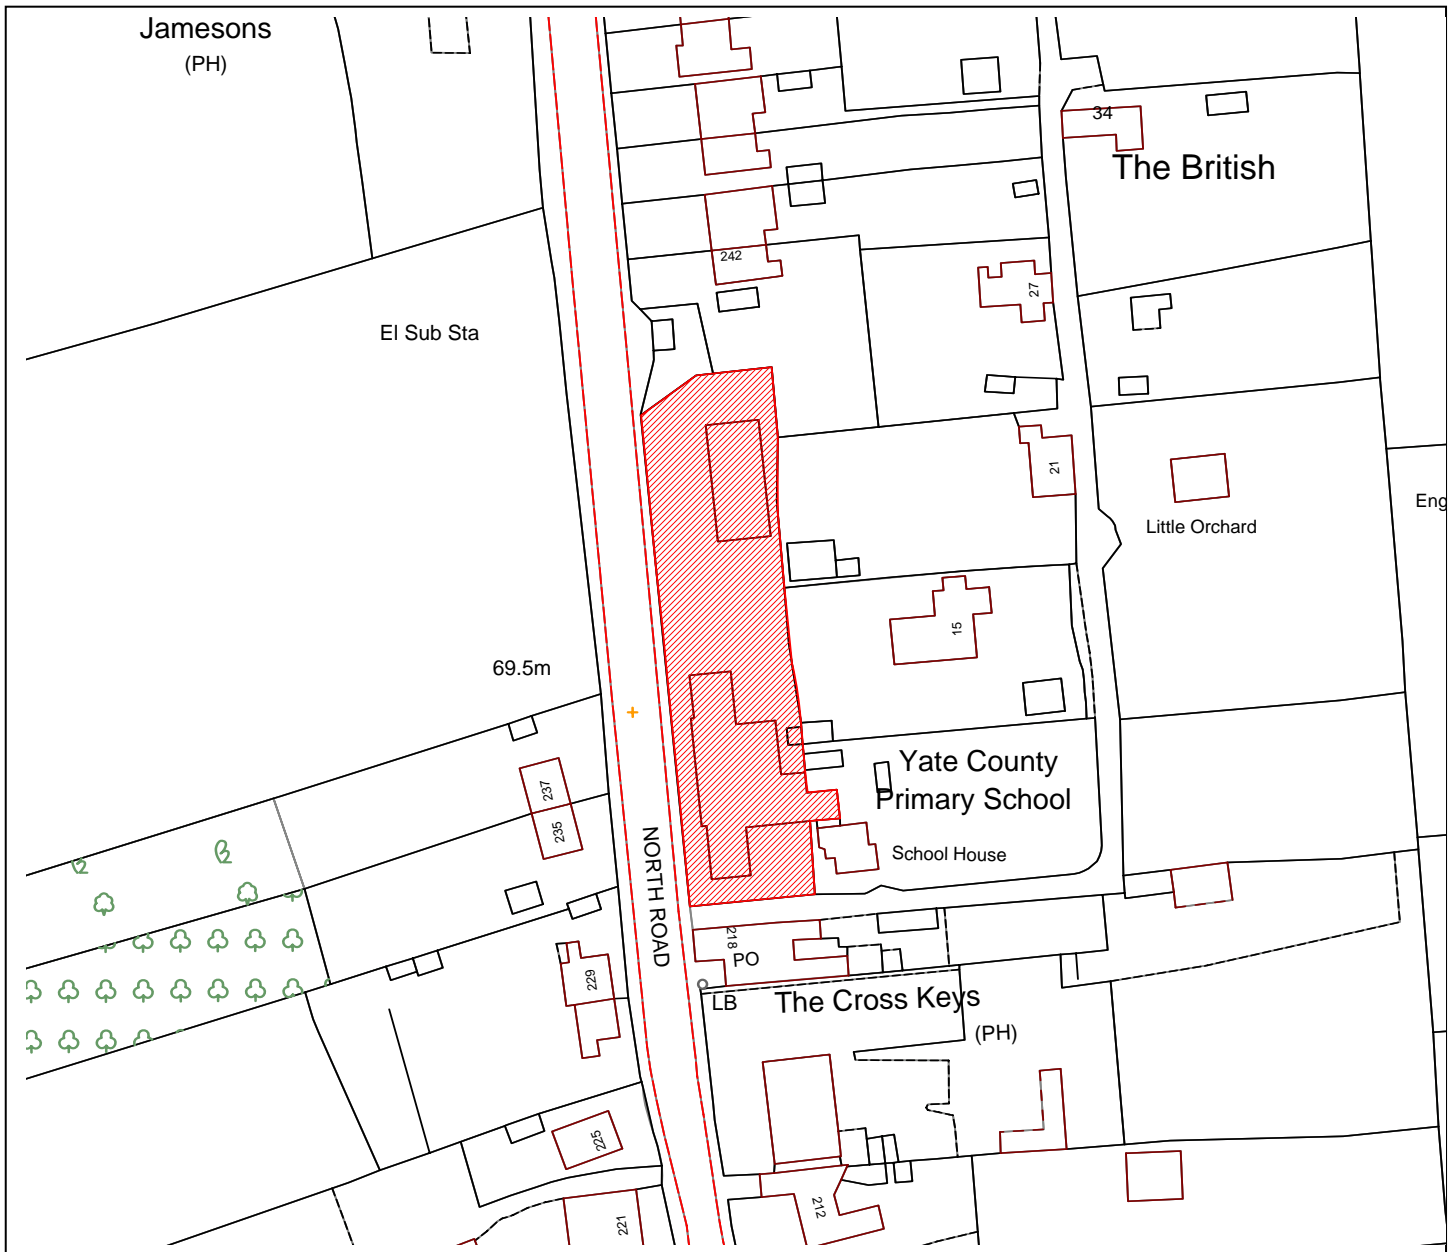 Jamesons
(PH)
34
The British
242
27
El Sub Sta
21
Little Orchard
Eng
15
69.5m
237
235
Yate County
Primary School
School House
NORTH ROAD
218
PO
229
LB
The Cross Keys
(PH)
225
212
221